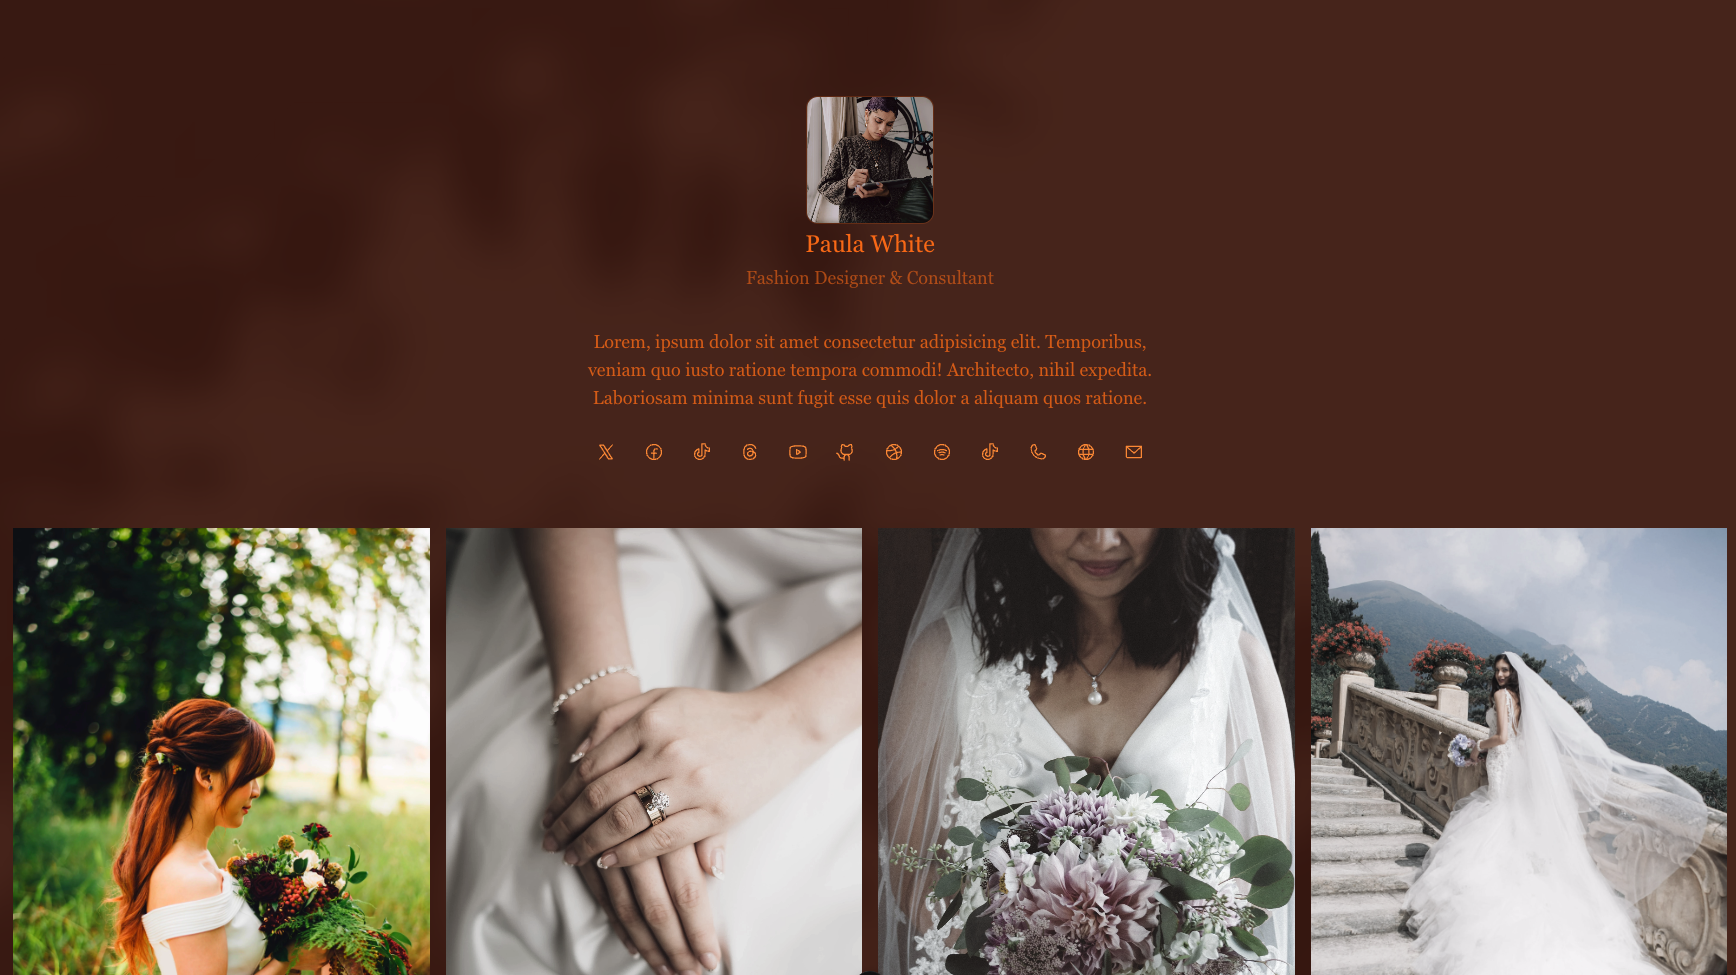 Paula White
Fashion Designer & Consultant
Lorem, ipsum dolor sit amet consectetur adipisicing elit. Temporibus,
veniam quo iusto ratione tempora commodi! Architecto, nihil expedita.
Laboriosam minima sunt fugit esse quis dolor a aliquam quos ratione.